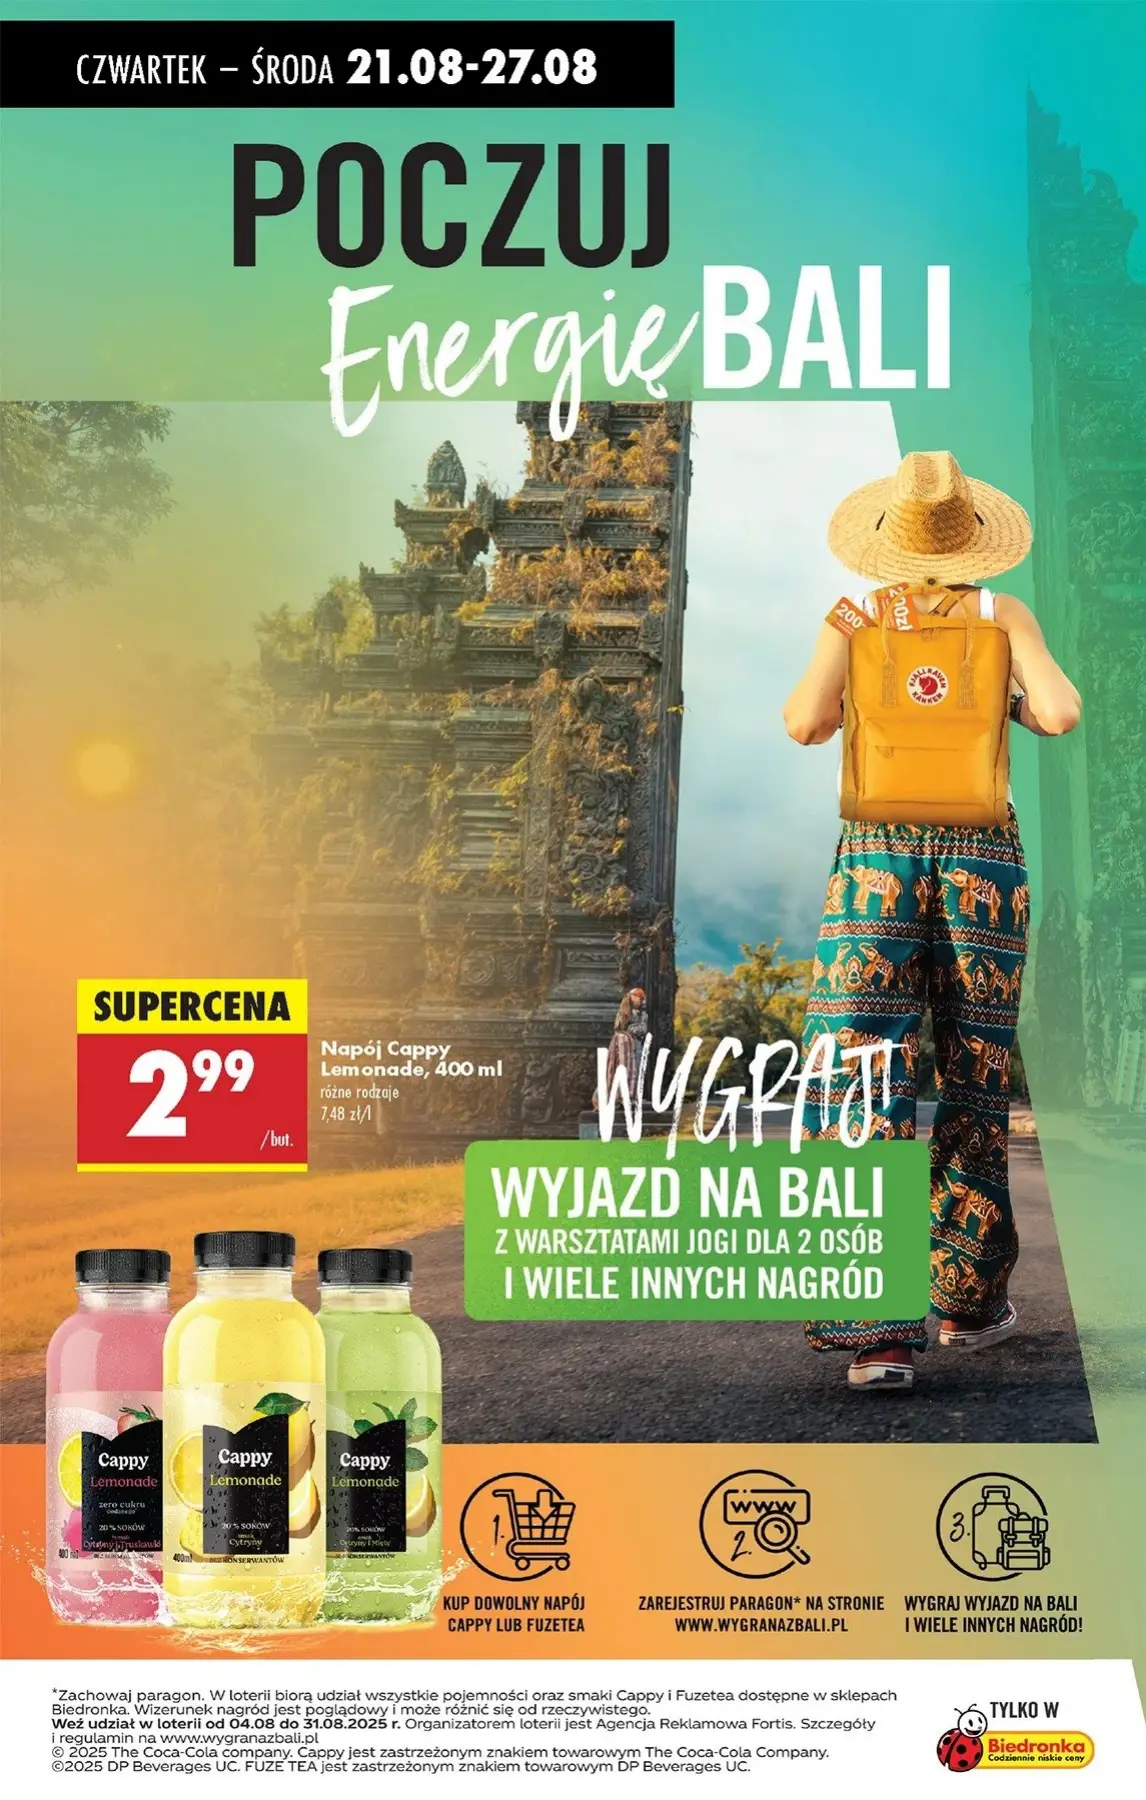 CZWARTEK – ŚRODA 21.08-27.08
POCZUJ
Energię BALI
200
200zł
FJÄLLRÄVEN
KÅNKEN
SUPERCENA
2 99
/but.
Napój Cappy
Lemonade, 400 ml
różne rodzaje
7,48 zł/l
WYGRAJ!
WYJAZD NA BALI
Z WARSZTATAMI JOGI DLA 2 OSÓB
I WIELE INNYCH NAGRÓD
Cappy
Lemonade
zero cukru
20% SOKÓW
Cytryny i Truskawki
400 ml
Cappy
Lemonade
20% SOKÓW
smak
Cytryny
400ml
BEZ KONSERWANTÓW
Cappy
Lemonade
20% SOKÓW
smak
Cytryny i Mięty
BEZ KONSERWANTÓW
1.
KUP DOWOLNY NAPÓJ
CAPPY LUB FUZETEA
WWW
2.
ZAREJESTRUJ PARAGON* NA STRONIE
WWW.WYGRANAZBALI.PL
3.
WYGRAJ WYJAZD NA BALI
I WIELE INNYCH NAGRÓD!
*Zachowaj paragon. W loterii biorą udział wszystkie pojemności oraz smaki Cappy i Fuzetea dostępne w sklepach
Biedronka. Wizerunek nagród jest poglądowy i może różnić się od rzeczywistego.
Weź udział w loterii od 04.08 do 31.08.2025 r. Organizatorem loterii jest Agencja Reklamowa Fortis. Szczegóły
i regulamin na www.wygranazbali.pl
© 2025 The Coca-Cola company. Cappy jest zastrzeżonym znakiem towarowym The Coca-Cola Company.
©2025 DP Beverages UC. FUZE TEA jest zastrzeżonym znakiem towarowym DP Beverages UC.
TYLKO W
Biedronka
Codziennie niskie ceny